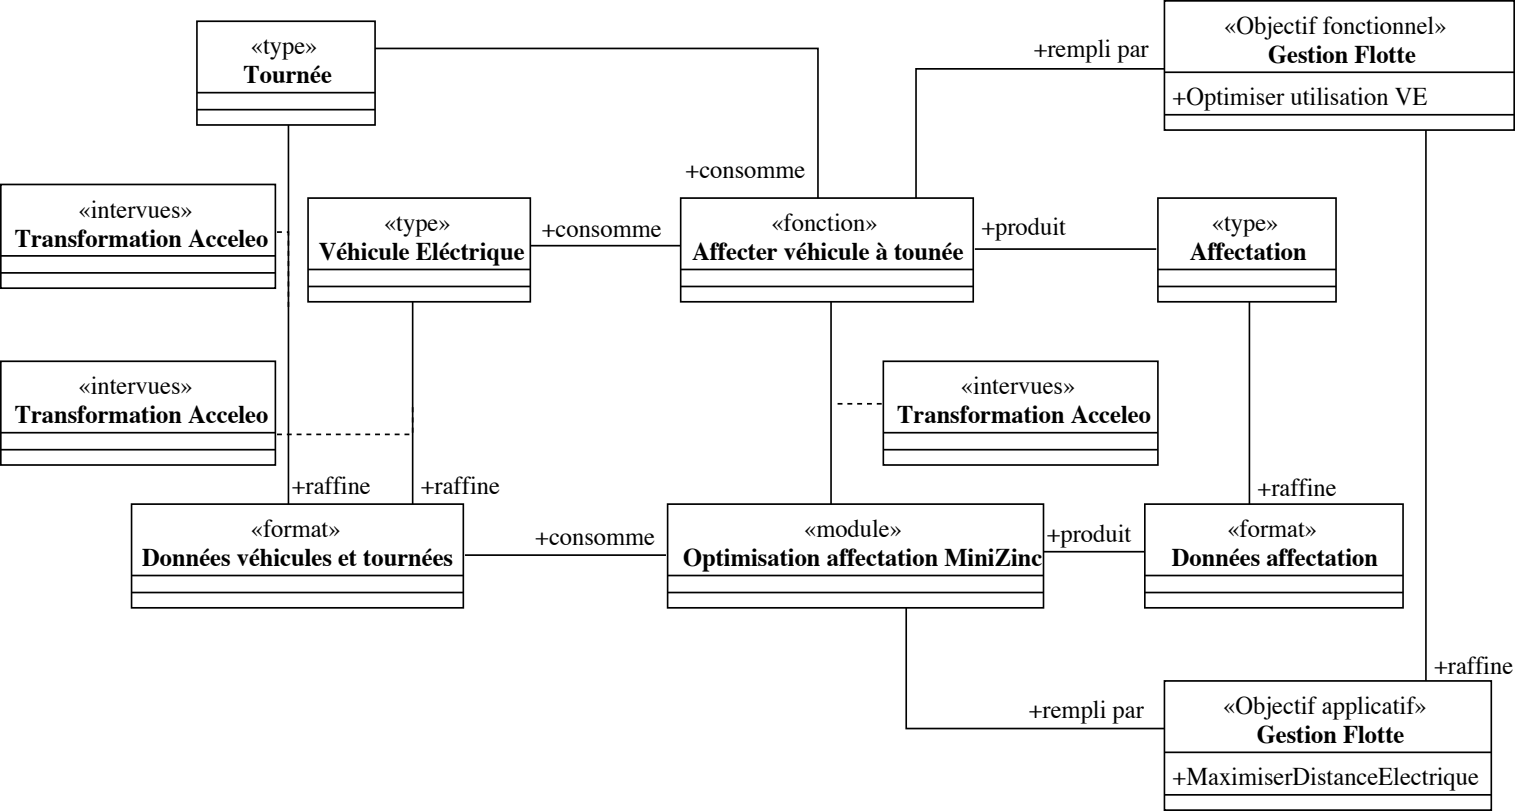 «Objectif fonctionnel»
Gestion Flotte
+Optimiser utilisation VE
+rempli par
«type»
Tournée
+consomme
«intervues»
Transformation Acceleo
«type»
Véhicule Eléctrique
+consomme
«fonction»
Affecter véhicule à tounée
+produit
«type»
Affectation
«intervues»
Transformation Acceleo
«intervues»
Transformation Acceleo
+raffine
+raffine
+raffine
«format»
Données véhicules et tournées
+consomme
«module»
Optimisation affectation MiniZinc
+produit
«format»
Données affectation
+raffine
+rempli par
«Objectif applicatif»
Gestion Flotte
+MaximiserDistanceElectrique